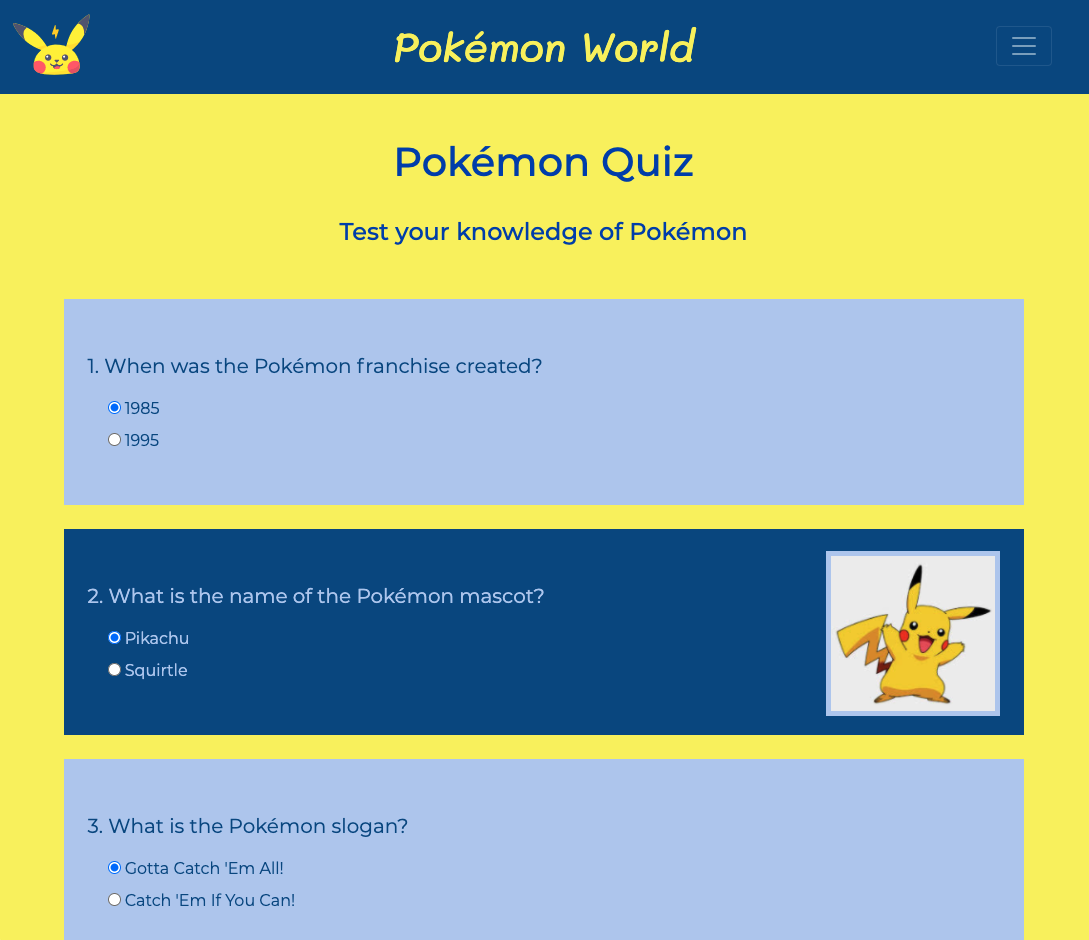 Pokémon World
Pokémon Quiz
Test your knowledge of Pokémon
1. When was the Pokémon franchise created?
1985
1995
2. What is the name of the Pokémon mascot?
Pikachu
Squirtle
3. What is the Pokémon slogan?
Gotta Catch 'Em All!
Catch 'Em If You Can!